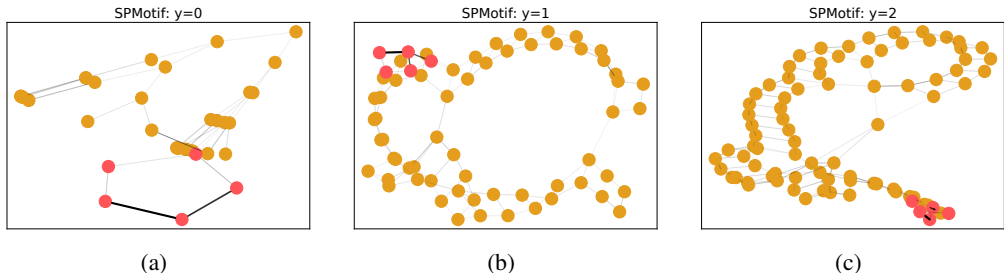 SPMotif: y=0
SPMotif: y=1
SPMotif: y=2
(a)
(b)
(c)